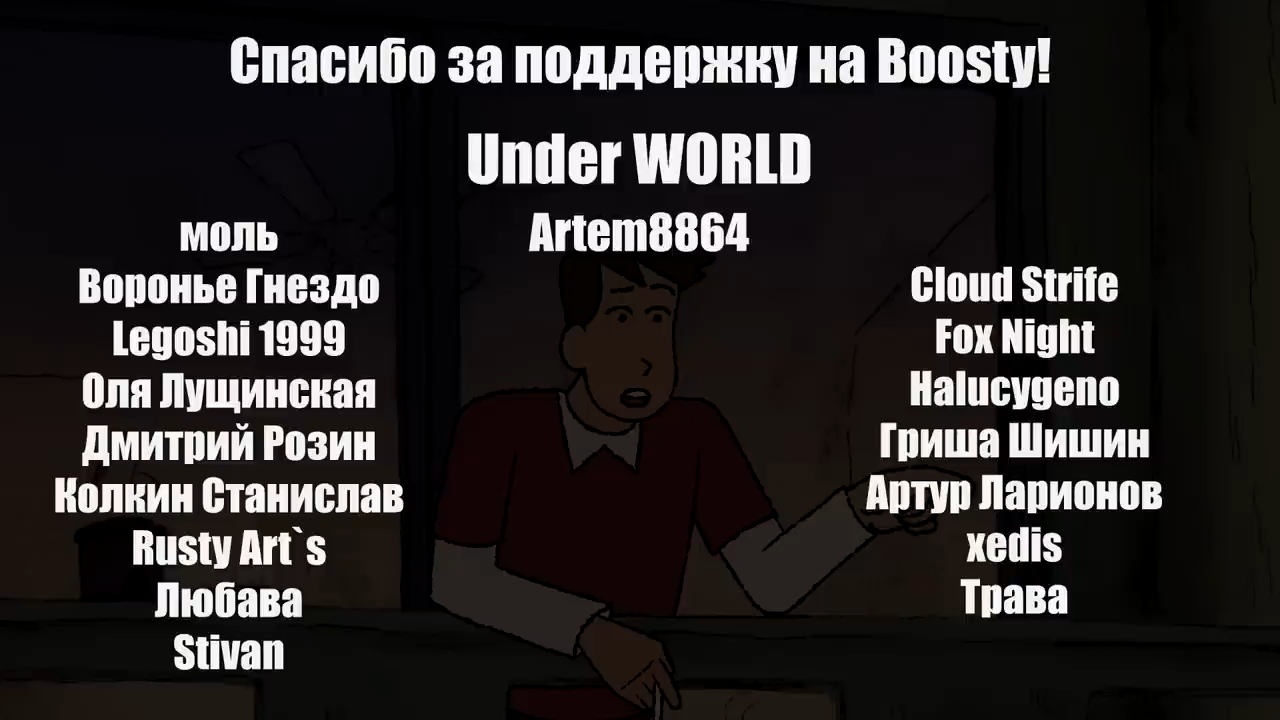 Спасибо за поддержку на Boosty!
Under WORLD
Artem8864
моль
Воронье Гнездо
Legoshi 1999
Оля Лущинская
Дмитрий Розин
Колкин Станислав
Rusty Art`s
Любава
Stivan
Cloud Strife
Fox Night
Halucygeno
Гриша Шишин
Артур Ларионов
xedis
Трава